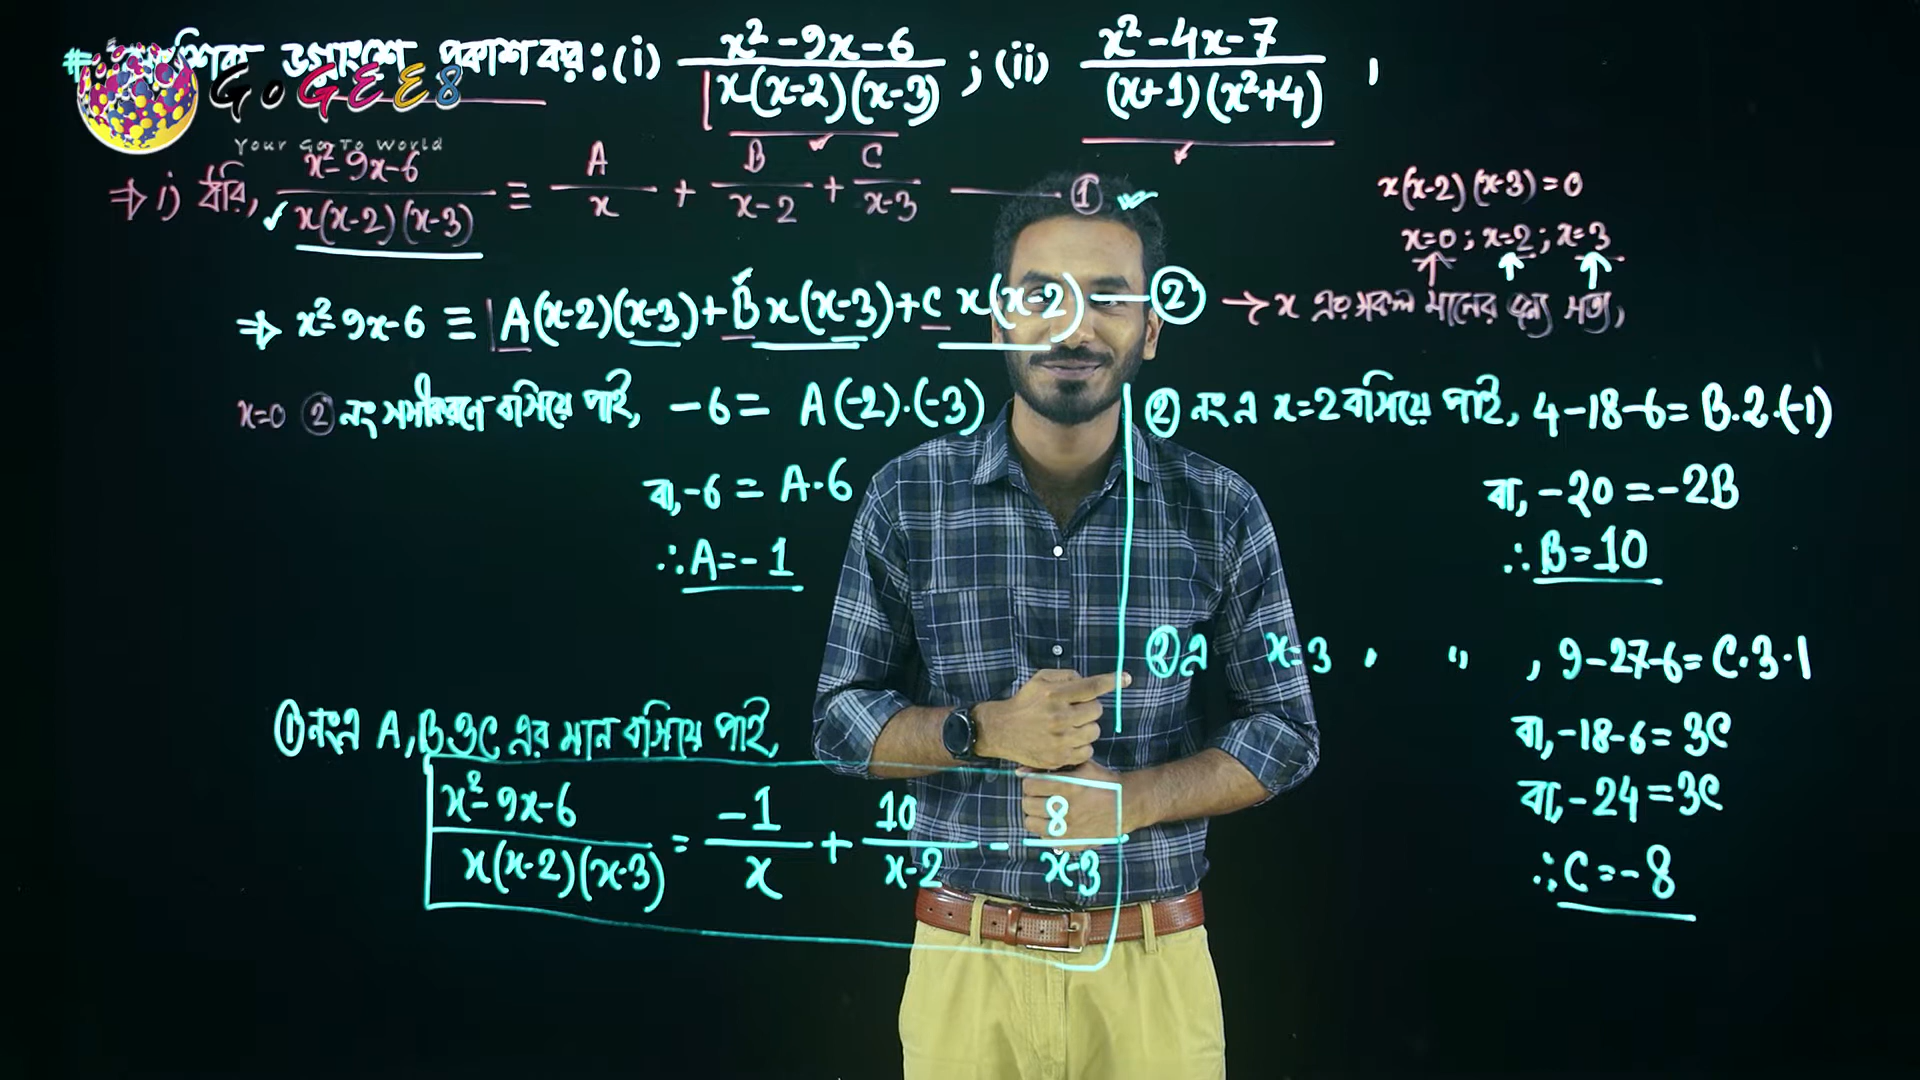 # শিক ভগ্নাংশে প্রকাশ কর : (i) x²-9x-6 / x(x-2)(x-3) ; (ii) x²-4x-7 / (x+1)(x²+4) ,
GoGEE8
Your Go To World
⇒ i) ধরি, x²-9x-6 / x(x-2)(x-3) ≡ A/x + B/x-2 + C/x-3 — ①
x(x-2)(x-3) = 0
x=0 ; x=2 ; x=3
⇒ x²-9x-6 ≡ A(x-2)(x-3)+Bx(x-3)+Cx(x-2) — ② → x এর সকল মানের জন্য সত্য,
x=0 ② নং সমীকরণে বসিয়ে পাই, -6 = A(-2).(-3)
বা, -6 = A.6
∴ A = -1
② নং এ x=2 বসিয়ে পাই, 4-18-6 = B.2.(-1)
বা, -20 = -2B
∴ B = 10
② এ x=3 " " , 9-27-6 = C.3.1
বা, -18-6 = 3C
বা, -24 = 3C
∴ C = -8
① নং এ A, B ও C এর মান বসিয়ে পাই,
x²-9x-6 / x(x-2)(x-3) = -1/x + 10/x-2 - 8/x-3